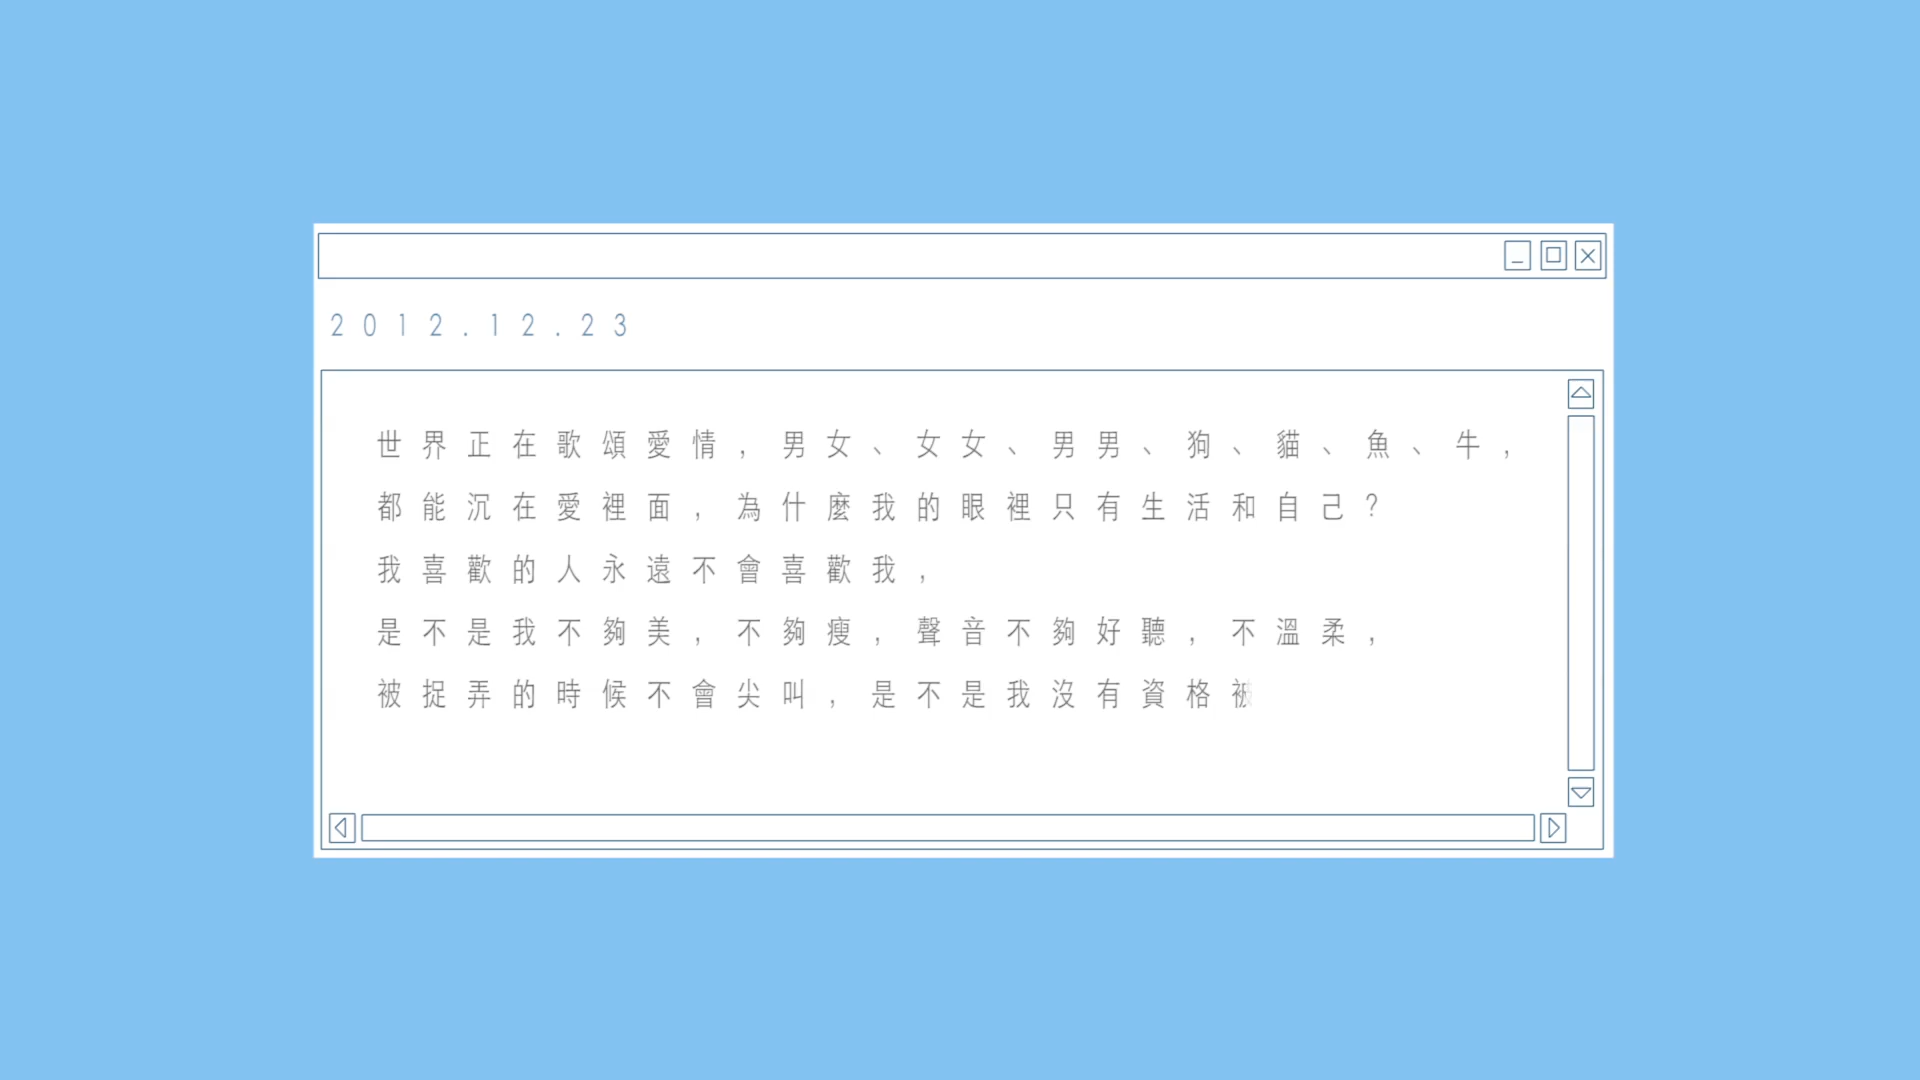 2012.12.23
世界正在歌頌愛情，男女、女女、男男、狗、貓、魚、牛，
都能沉在愛裡面，為什麼我的眼裡只有生活和自己？
我喜歡的人永遠不會喜歡我，
是不是我不夠美，不夠瘦，聲音不夠好聽，不溫柔，
被捉弄的時候不會尖叫，是不是我沒有資格被